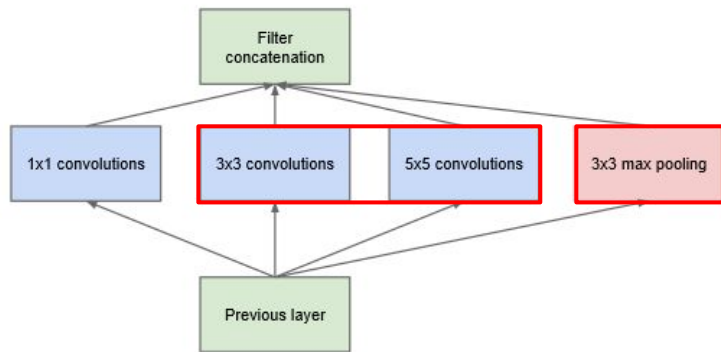 Filter
concatenation
1x1 convolutions
3x3 convolutions
5x5 convolutions
3x3 max pooling
Previous layer